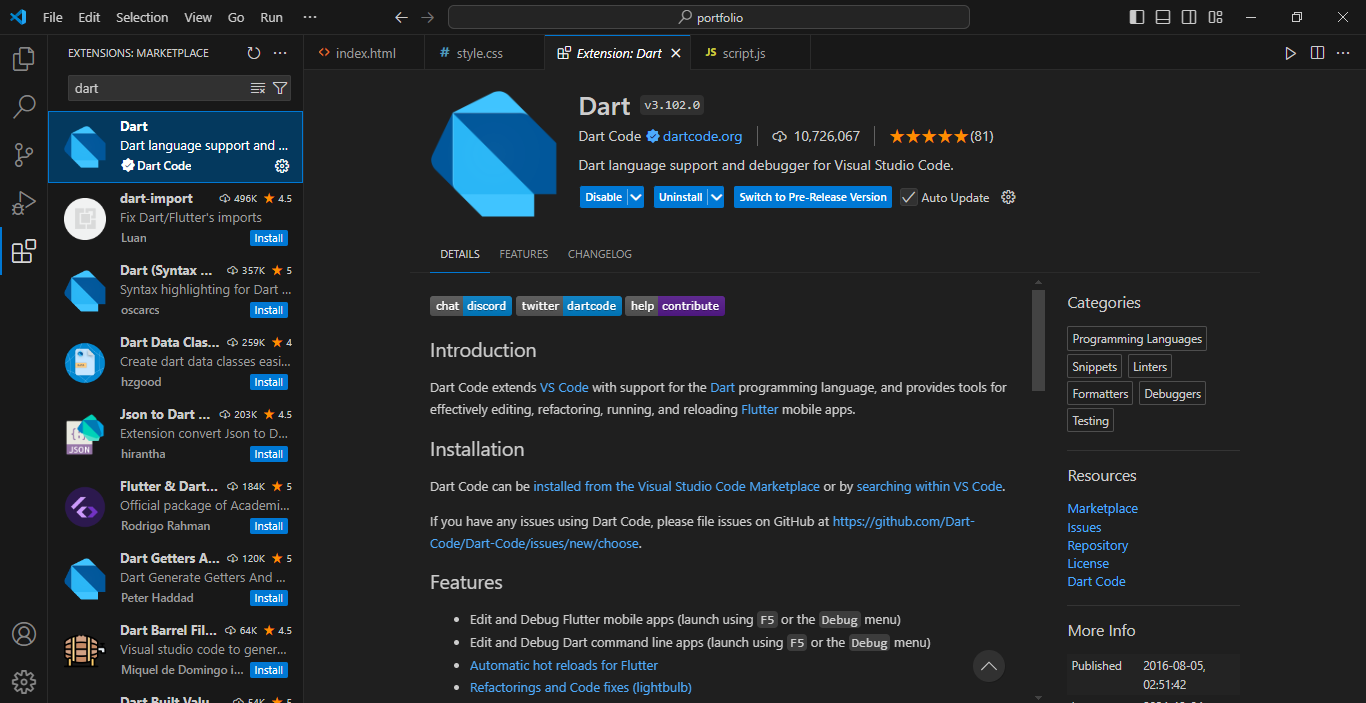 File Edit Selection View Go Run ···
portfolio
EXTENSIONS: MARKETPLACE
dart
Dart
Dart language support and ...
Dart Code
dart-import 496K 4.5
Fix Dart/Flutter's imports
Luan Install
Dart (Syntax ... 357K 5
Syntax highlighting for Dart ...
oscarcs Install
Dart Data Clas... 259K 4
Create dart data classes easi...
hzgood Install
Json to Dart ... 203K 4.5
Extension convert Json to D...
hirantha Install
Flutter & Dart... 184K 5
Official package of Academi...
Rodrigo Rahman Install
Dart Getters A... 120K 5
Dart Generate Getters And ...
Peter Haddad Install
Dart Barrel Fil... 64K 4.5
Visual studio code to gener...
Miquel de Domingo i... Install
Dart Built Valu... 54K 5
index.html
style.css
Extension: Dart
JS script.js
Dart v3.102.0
Dart Code dartcode.org 10,726,067 (81)
Dart language support and debugger for Visual Studio Code.
Disable Uninstall Switch to Pre-Release Version Auto Update
DETAILS FEATURES CHANGELOG
chat discord twitter dartcode help contribute
Introduction
Dart Code extends VS Code with support for the Dart programming language, and provides tools for
effectively editing, refactoring, running, and reloading Flutter mobile apps.
Installation
Dart Code can be installed from the Visual Studio Code Marketplace or by searching within VS Code.
If you have any issues using Dart Code, please file issues on GitHub at https://github.com/Dart-
Code/Dart-Code/issues/new/choose.
Features
• Edit and Debug Flutter mobile apps (launch using F5 or the Debug menu)
• Edit and Debug Dart command line apps (launch using F5 or the Debug menu)
• Automatic hot reloads for Flutter
• Refactorings and Code fixes (lightbulb)
Categories
Programming Languages
Snippets Linters
Formatters Debuggers
Testing
Resources
Marketplace
Issues
Repository
License
Dart Code
More Info
Published 2016-08-05,
02:51:42